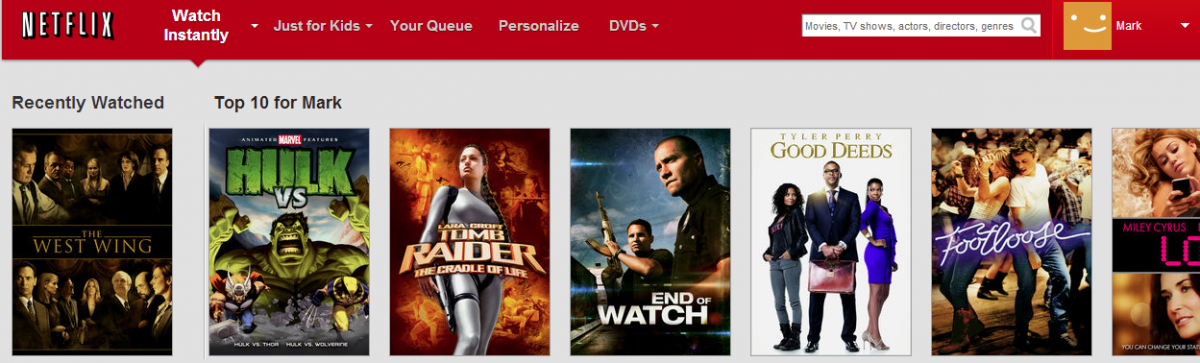 NETFLIX
Watch
Instantly
Just for Kids
Your Queue
Personalize
DVDs
Movies, TV shows, actors, directors, genres
Mark
Recently Watched
Top 10 for Mark
THE
WEST WING
ANIMATED MARVEL FEATURES
HULK
VS
HULK VS. THOR HULK VS. WOLVERINE
LARA CROFT
TOMB
RAIDER
THE CRADLE OF LIFE
END OF
WATCH
TYLER PERRY
GOOD DEEDS
Footloose
MILEY CYRUS
LO
YOU CAN CHANGE YOUR STAT